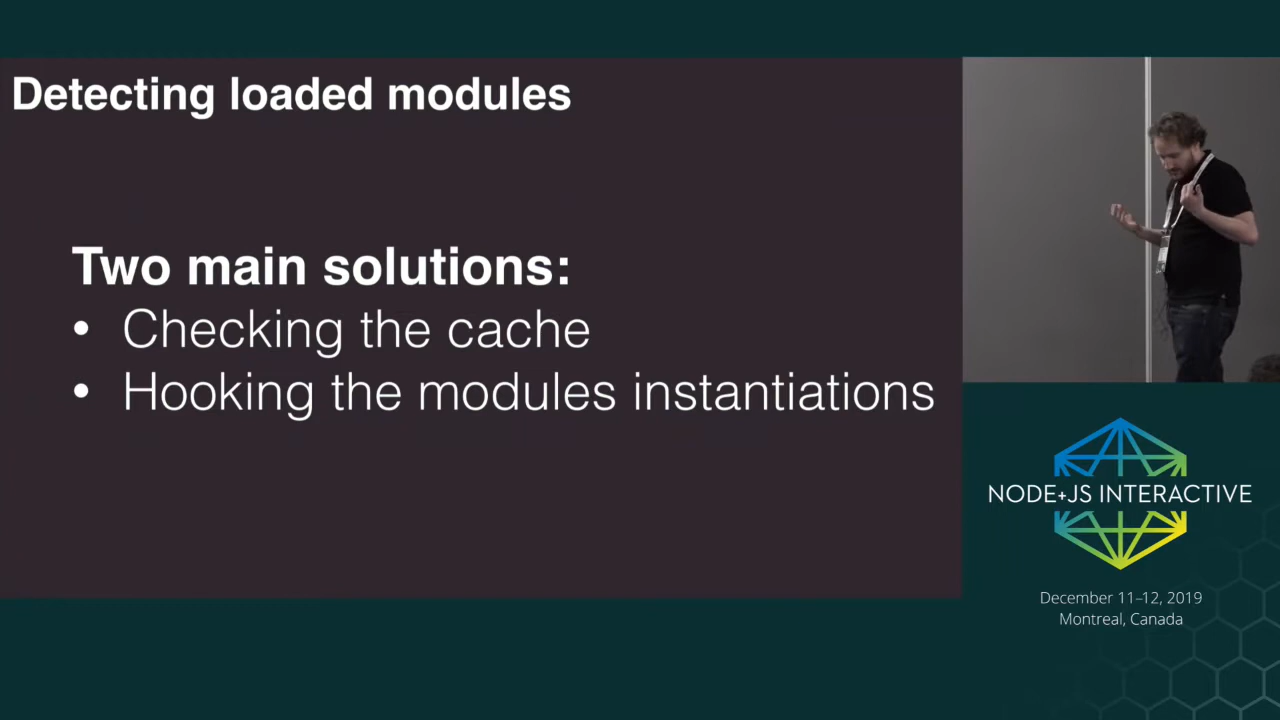 Detecting loaded modules
Two main solutions:
• Checking the cache
• Hooking the modules instantiations
NODE+JS INTERACTIVE
December 11–12, 2019
Montreal, Canada